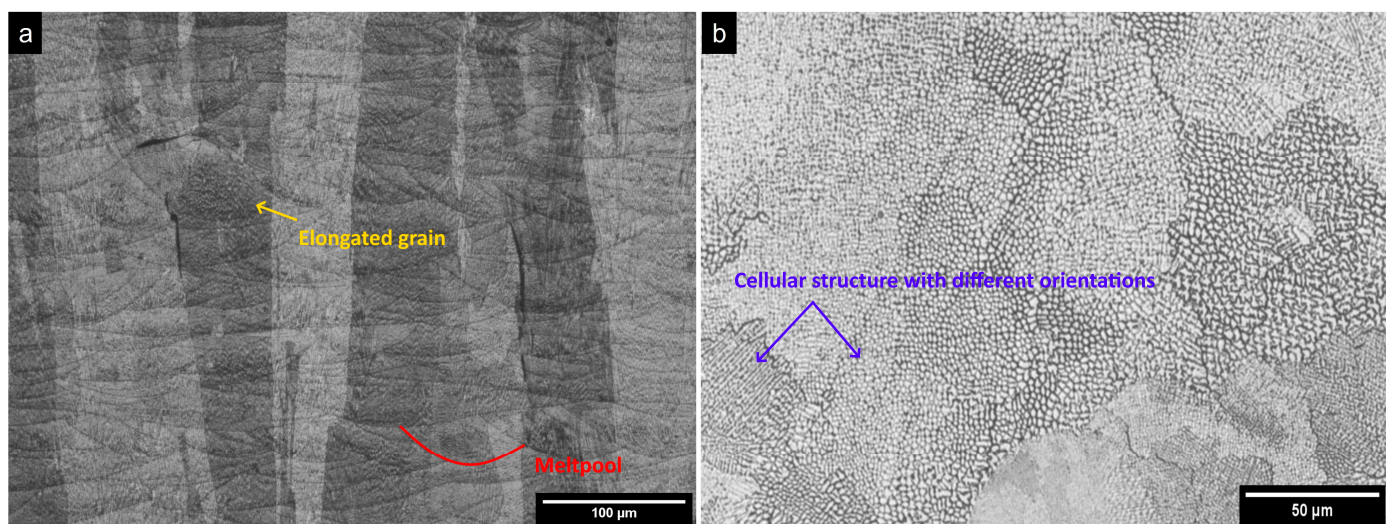 a
Elongated grain
Meltpool
100 µm
b
Cellular structure with different orientations
50 µm